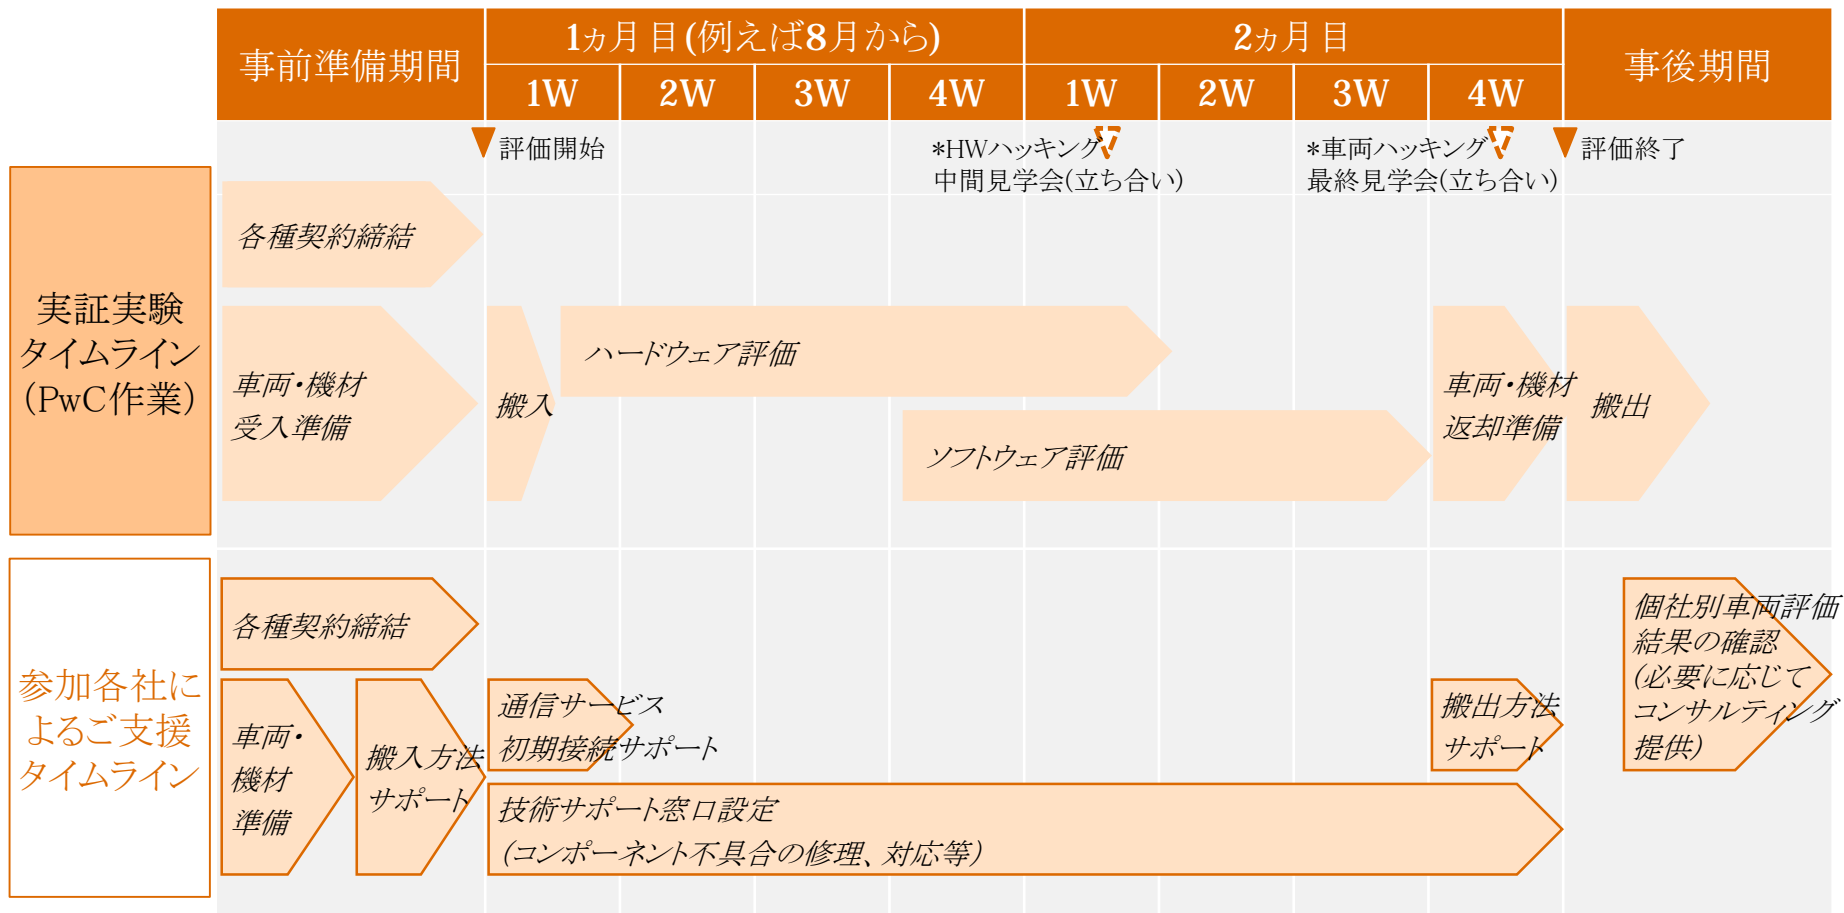 事前準備期間
1ヵ月目(例えば8月から)
2ヵ月目
事後期間
1W
2W
3W
4W
1W
2W
3W
4W
評価開始
*HWハッキング
中間見学会(立ち合い)
*車両ハッキング
最終見学会(立ち合い)
評価終了
実証実験
タイムライン
(PwC作業)
各種契約締結
車両・機材
受入準備
搬入
ハードウェア評価
ソフトウェア評価
車両・機材
返却準備
搬出
参加各社に
よるご支援
タイムライン
各種契約締結
車両・
機材
準備
搬入方法
サポート
通信サービス
初期接続サポート
技術サポート窓口設定
(コンポーネント不具合の修理、対応等)
搬出方法
サポート
個社別車両評価
結果の確認
(必要に応じて
コンサルティング
提供)